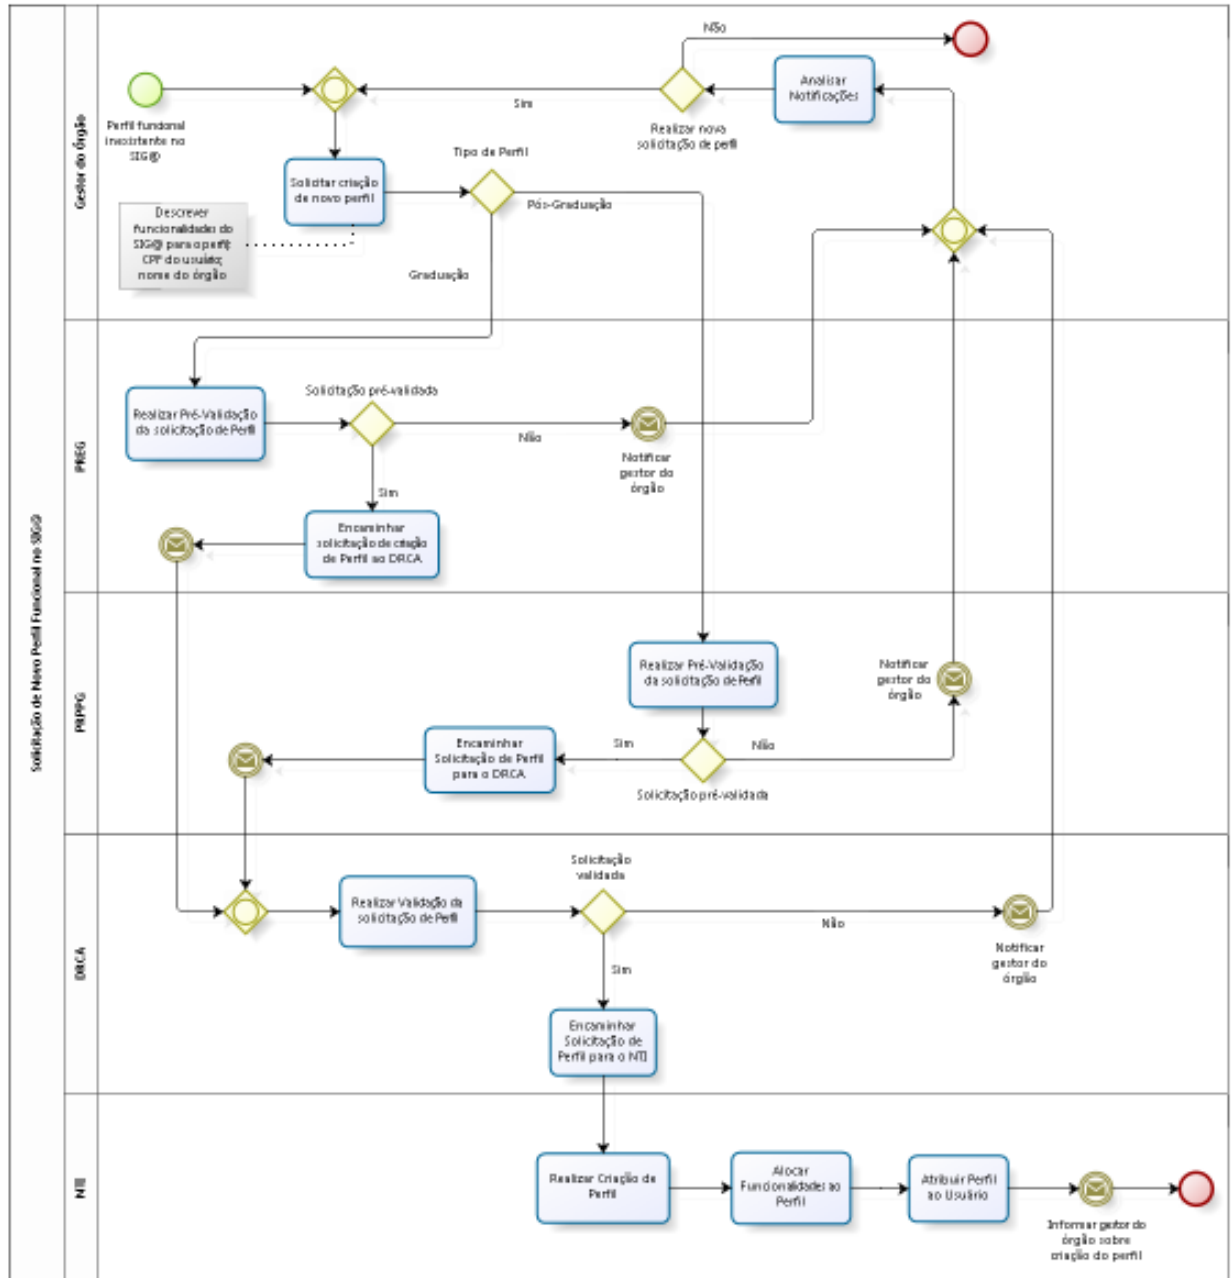 Solicitação de Novo Perfil Funcional no SIG@
Gestor do Órgão
Não
Analisar
Notificações
Sim
Realizar nova
solicitação de perfil
Perfil funcional
inexistente no
SIG@
Tipo de Perfil
Solicitar criação
de novo perfil
Pós-Graduação
Descrever
funcionalidades do
SIG@ para o perfil;
CPF do usuário;
nome do órgão
Graduação
PREG
Solicitação pré-validada
Realizar Pré-Validação
da solicitação de Perfil
Não
Notificar
gestor do
órgão
Sim
Encaminhar
solicitação de criação
de Perfil ao DRCA
PRPPG
Realizar Pré-Validação
da solicitação de Perfil
Notificar
gestor do
órgão
Encaminhar
Solicitação de Perfil
para o DRCA
Sim
Não
Solicitação pré-validada
DRCA
Solicitação
validada
Realizar Validação da
solicitação de Perfil
Não
Notificar
gestor do
órgão
Sim
Encaminhar
Solicitação de
Perfil para o NTI
NTI
Realizar Criação de
Perfil
Alocar
Funcionalidades ao
Perfil
Atribuir Perfil
ao Usuário
Informar gestor do
órgão sobre
criação do perfil